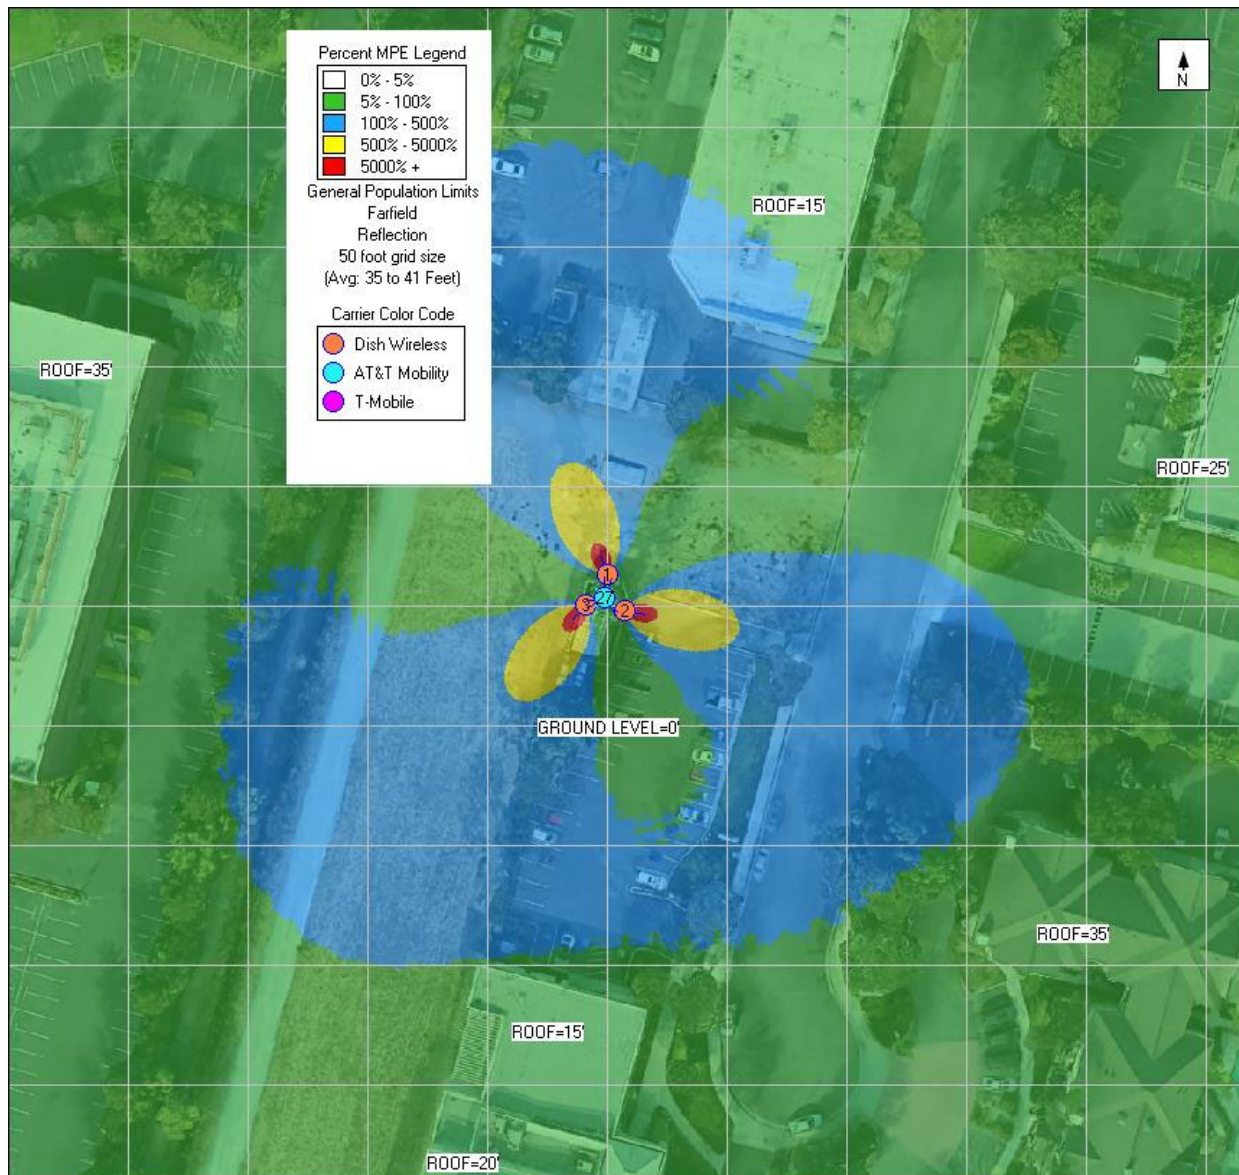 Percent MPE Legend
0% - 5%
5% - 100%
100% - 500%
500% - 5000%
5000% +
General Population Limits
Farfield
Reflection
50 foot grid size
(Avg: 35 to 41 Feet)
Carrier Color Code
Dish Wireless
AT&T Mobility
T-Mobile
N
ROOF=15'
ROOF=35'
ROOF=25'
1
27
3
2
GROUND LEVEL=0'
ROOF=35'
ROOF=15'
ROOF=20'